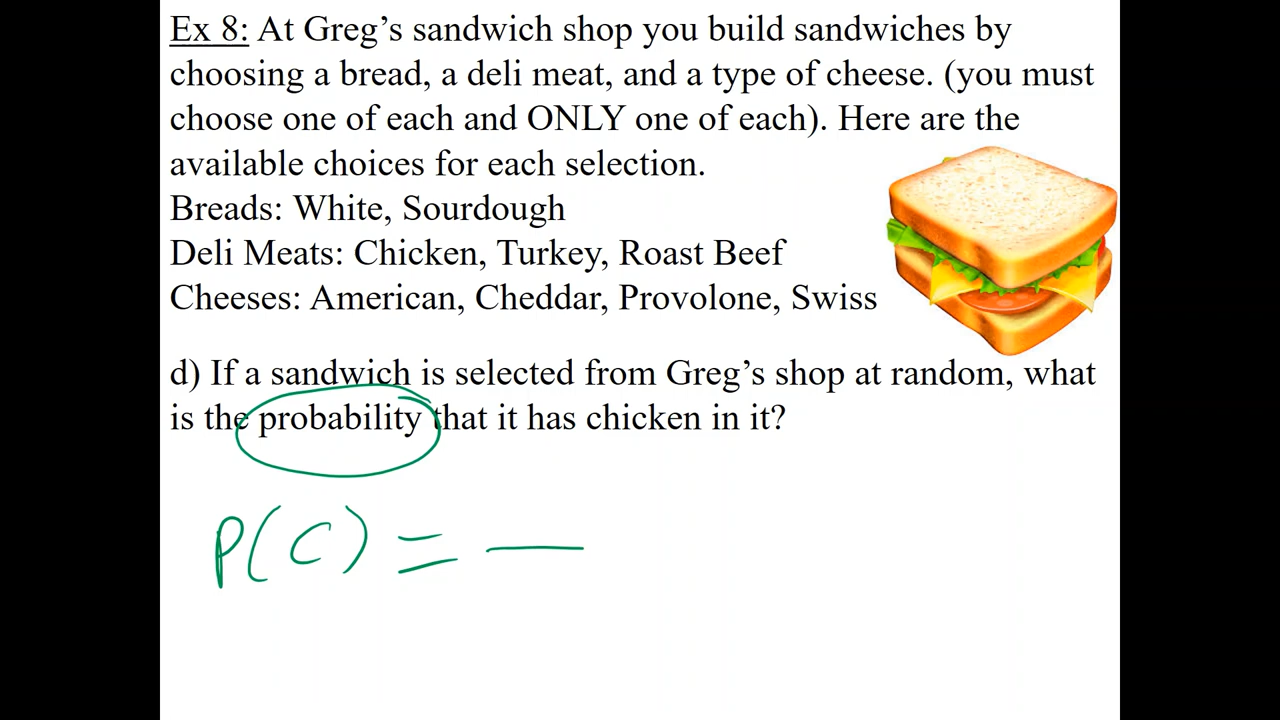 Ex 8: At Greg’s sandwich shop you build sandwiches by
choosing a bread, a deli meat, and a type of cheese. (you must
choose one of each and ONLY one of each). Here are the
available choices for each selection.
Breads: White, Sourdough
Deli Meats: Chicken, Turkey, Roast Beef
Cheeses: American, Cheddar, Provolone, Swiss
d) If a sandwich is selected from Greg’s shop at random, what
is the probability that it has chicken in it?
P(C) = —